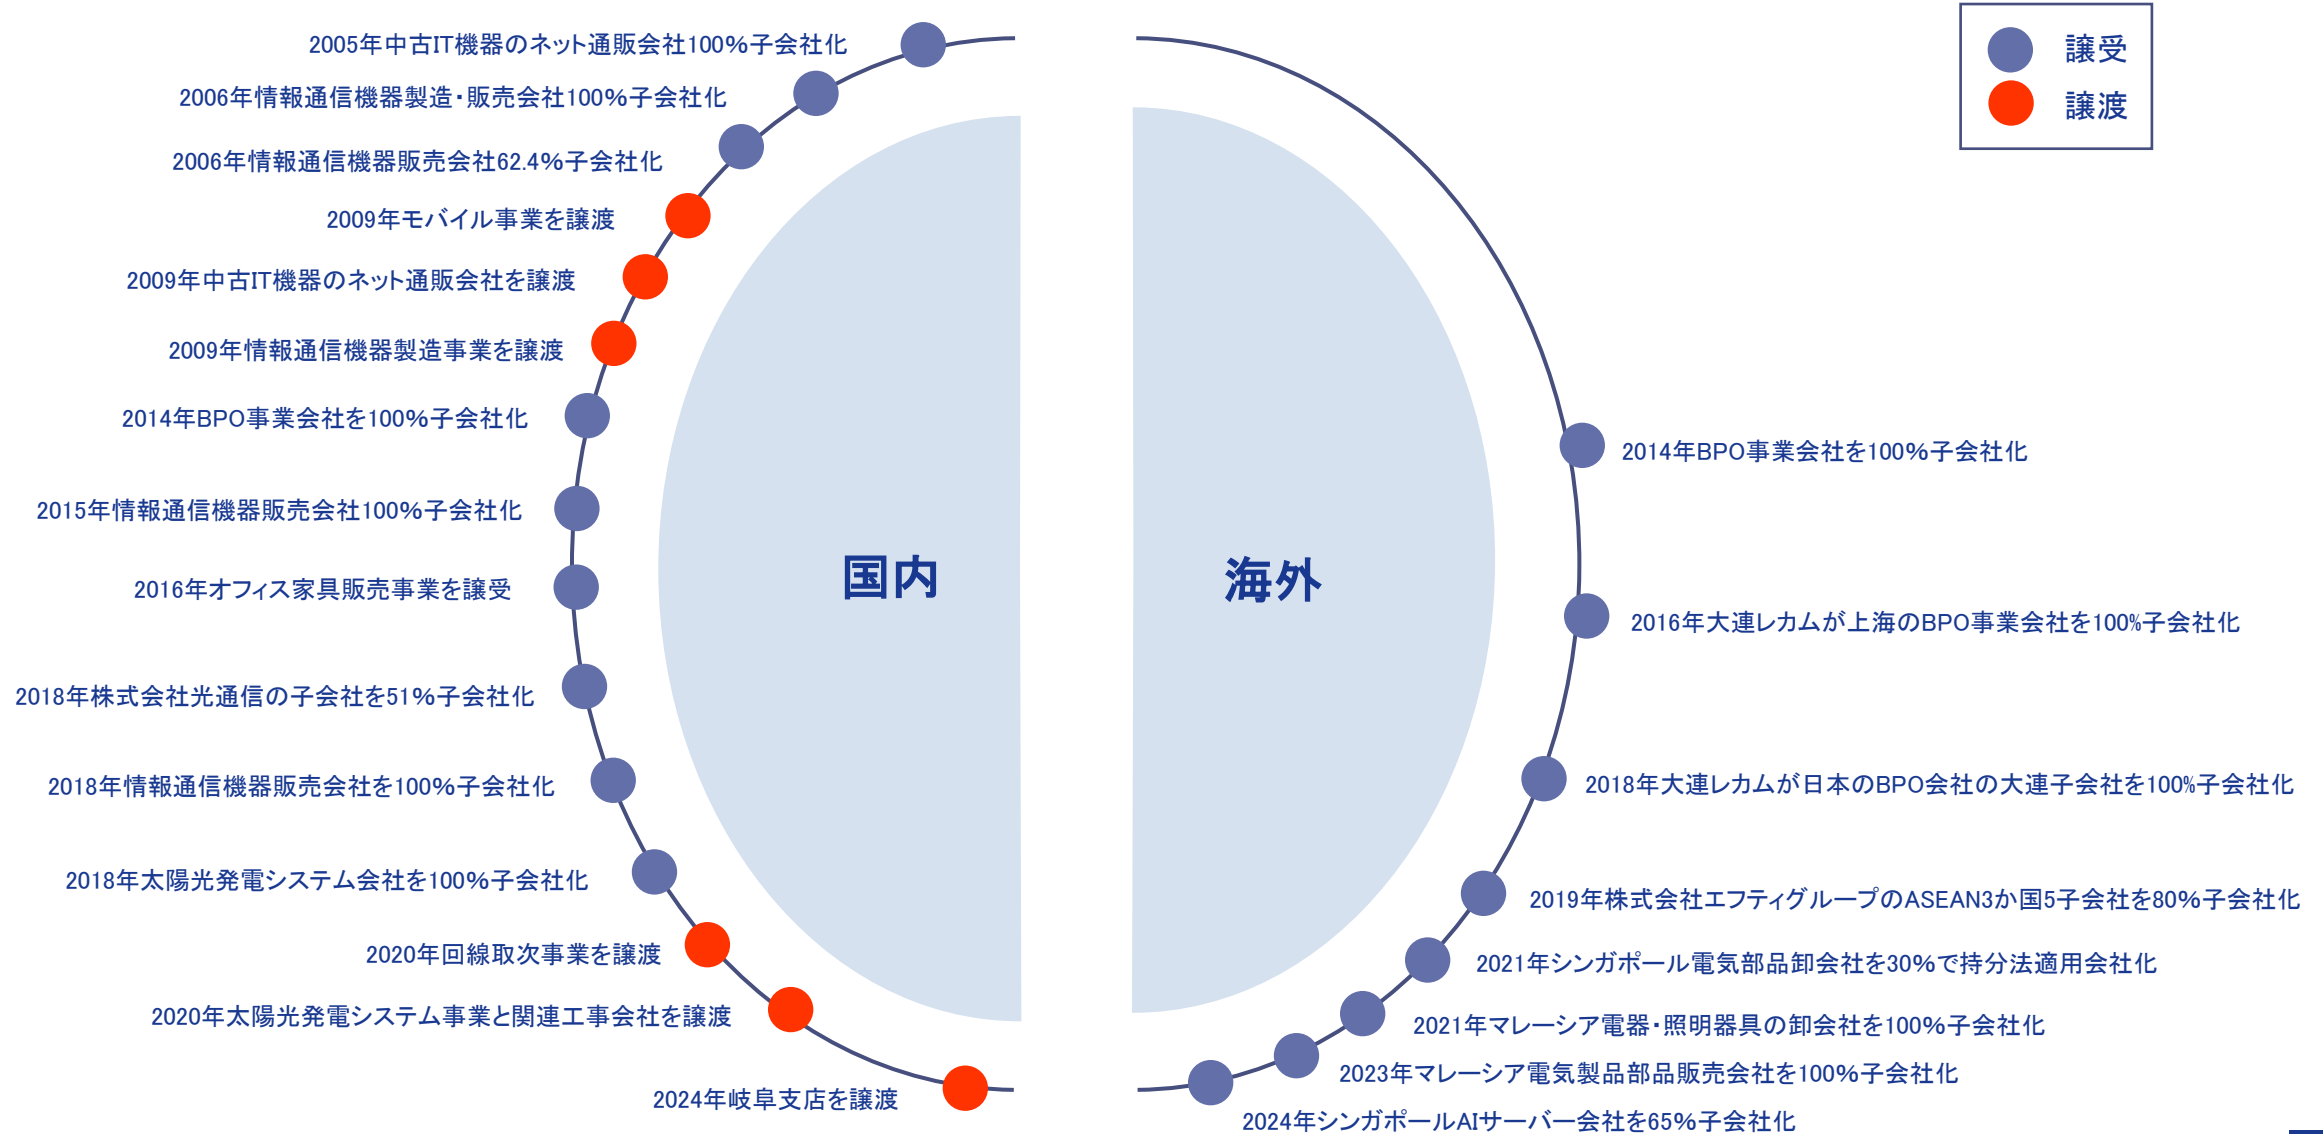 譲受
譲渡
2005年中古IT機器のネット通販会社100%子会社化
2006年情報通信機器製造・販売会社100%子会社化
2006年情報通信機器販売会社62.4%子会社化
2009年モバイル事業を譲渡
2009年中古IT機器のネット通販会社を譲渡
2009年情報通信機器製造事業を譲渡
2014年BPO事業会社を100%子会社化
2015年情報通信機器販売会社100%子会社化
2016年オフィス家具販売事業を譲受
2018年株式会社光通信の子会社を51%子会社化
2018年情報通信機器販売会社を100%子会社化
2018年太陽光発電システム会社を100%子会社化
2020年回線取次事業を譲渡
2020年太陽光発電システム事業と関連工事会社を譲渡
2024年岐阜支店を譲渡
国内
海外
2014年BPO事業会社を100%子会社化
2016年大連レカムが上海のBPO事業会社を100%子会社化
2018年大連レカムが日本のBPO会社の大連子会社を100%子会社化
2019年株式会社エフティグループのASEAN3か国5子会社を80%子会社化
2021年シンガポール電気部品卸会社を30%で持分法適用会社化
2021年マレーシア電器・照明器具の卸会社を100%子会社化
2023年マレーシア電気製品部品販売会社を100%子会社化
2024年シンガポールAIサーバー会社を65%子会社化